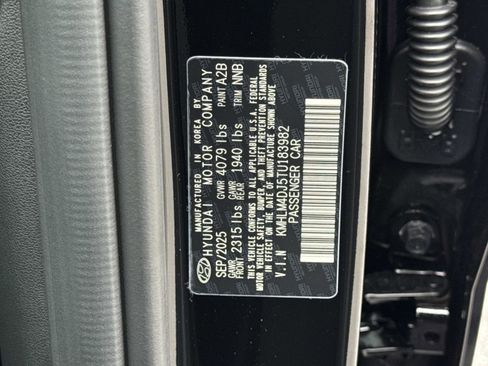 MANUFACTURED IN KOREA BY
HYUNDAI MOTOR COMPANY
SEP/2025 GVWR 4079 lbs PAINT A2B
GAWR FRONT 2315 lbs GAWR REAR 1940 lbs TRIM NNB
THIS VEHICLE CONFORMS TO ALL APPLICABLE U.S.A. FEDERAL
MOTOR VEHICLE SAFETY, BUMPER AND THEFT PREVENTION STANDARDS
IN EFFECT ON THE DATE OF MANUFACTURE SHOWN ABOVE.
V.I.N KMHLM4DJ5TU183982
PASSENGER CAR